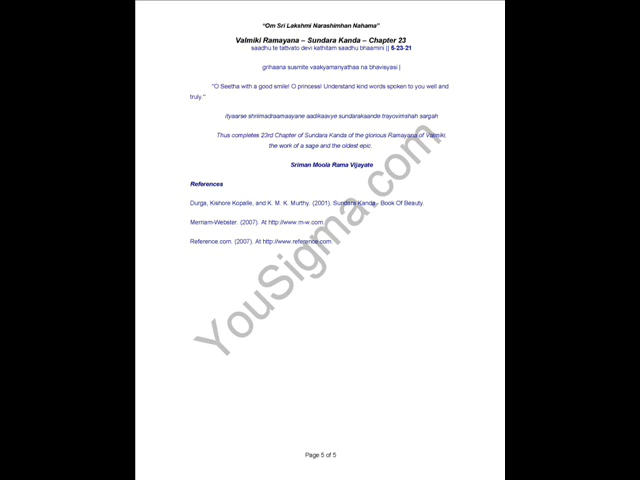 "Om Sri Lakshmi Narashimhan Nahama"
Valmiki Ramayana – Sundara Kanda – Chapter 23
saadhu te tattvato devi kathitam saadhu bhaamini || 5-23-21
grihaana susmite vaakyamanyathaa na bhavisyasi |
"O Seetha with a good smile! O princess! Understand kind words spoken to you well and
truly."
ityaarse shriimadraamaayane aadikaavye sundarakaande trayovimshah sargah
Thus completes 23rd Chapter of Sundara Kanda of the glorious Ramayana of Valmiki,
the work of a sage and the oldest epic.
Sriman Moola Rama Vijayate
References
Durga, Kishore Kopalle, and K. M. K. Murthy. (2001). Sundara Kanda - Book Of Beauty.
Merriam-Webster. (2007). At http://www.m-w.com.
Reference.com. (2007). At http://www.reference.com.
YouSigma.com
Page 5 of 5